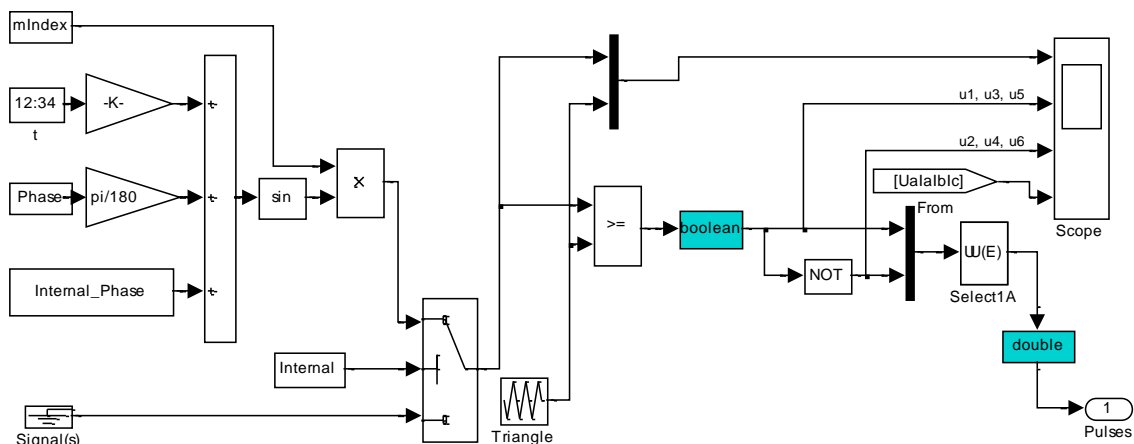 mIndex
12:34
t
-K-
Phase
pi/180
Internal_Phase
+
+
+
sin
x
Internal
Signal(s)
Triangle
>=
boolean
NOT
u1, u3, u5
u2, u4, u6
[UaIaIbIc]
From
Scope
Select1A
double
1
Pulses